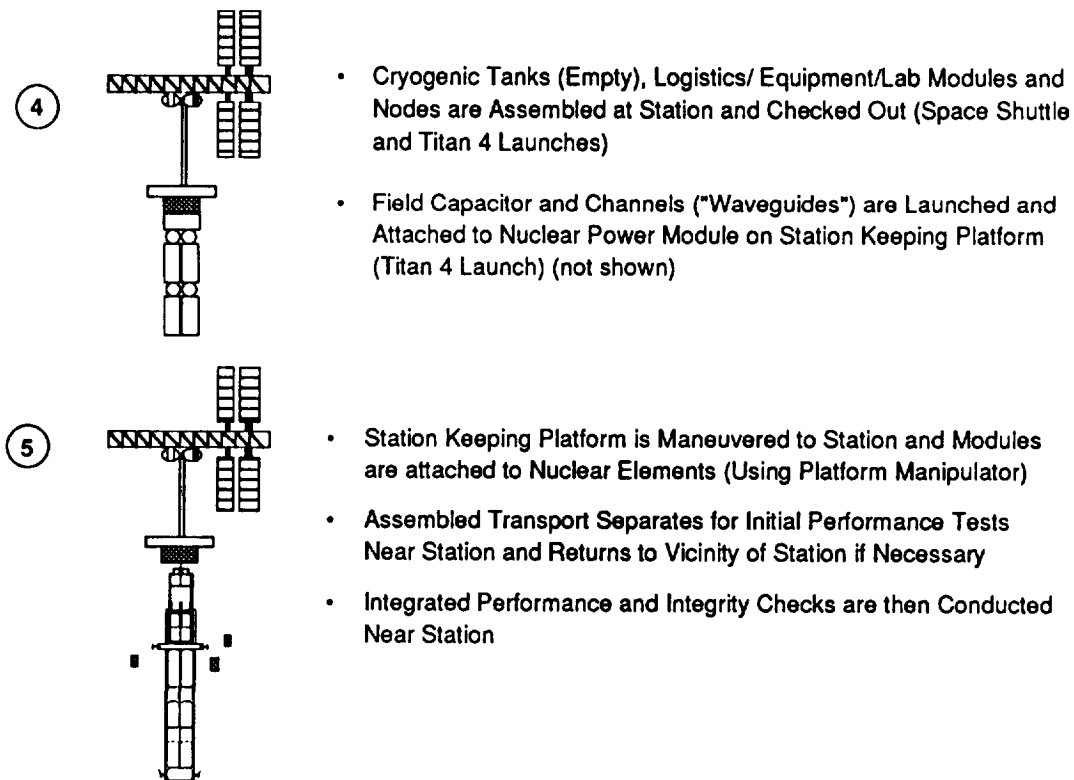 4
• Cryogenic Tanks (Empty), Logistics/ Equipment/Lab Modules and
Nodes are Assembled at Station and Checked Out (Space Shuttle
and Titan 4 Launches)
• Field Capacitor and Channels ("Waveguides") are Launched and
Attached to Nuclear Power Module on Station Keeping Platform
(Titan 4 Launch) (not shown)
5
• Station Keeping Platform is Maneuvered to Station and Modules
are attached to Nuclear Elements (Using Platform Manipulator)
• Assembled Transport Separates for Initial Performance Tests
Near Station and Returns to Vicinity of Station if Necessary
• Integrated Performance and Integrity Checks are then Conducted
Near Station